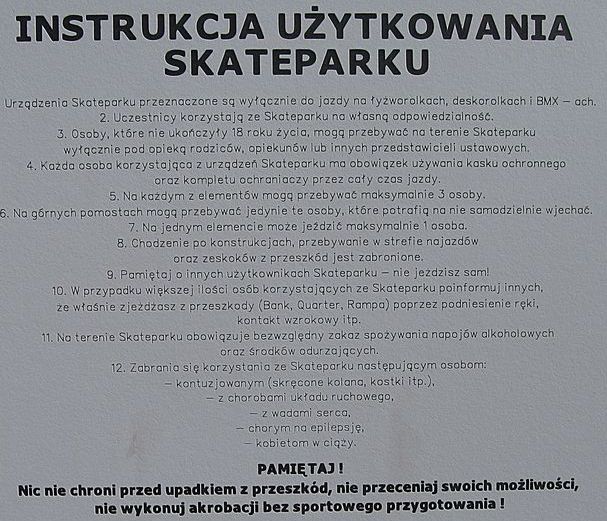 INSTRUKCJA UŻYTKOWANIA
SKATEPARKU
Urządzenia Skateparku przeznaczone są wyłącznie do jazdy na łyżworolkach, deskorolkach i BMX – ach.
2. Uczestnicy korzystają ze Skateparku na własną odpowiedzialność.
3. Osoby, które nie ukończyły 18 roku życia, mogą przebywać na terenie Skateparku
wyłącznie pod opieką rodziców, opiekunów lub innych przedstawicieli ustawowych.
4. Każda osoba korzystająca z urządzeń Skateparku ma obowiązek używania kasku ochronnego
oraz kompletu ochraniaczy przez cały czas jazdy.
5. Na każdym z elementów mogą przebywać maksymalnie 3 osoby.
6. Na górnych pomostach mogą przebywać jedynie te osoby, które potrafią na nie samodzielnie wjechać.
7. Na jednym elemencie może jeździć maksymalnie 1 osoba.
8. Chodzenie po konstrukcjach, przebywanie w strefie najazdów
oraz zeskoków z przeszkód jest zabronione.
9. Pamiętaj o innych użytkownikach Skateparku – nie jeździsz sam!
10. W przypadku większej ilości osób korzystających ze Skateparku poinformuj innych,
że właśnie zjeżdżasz z przeszkody (Bank, Quarter, Rampa) poprzez podniesienie ręki,
kontakt wzrokowy itp.
11. Na terenie Skateparku obowiązuje bezwzględny zakaz spożywania napojów alkoholowych
oraz środków odurzających.
12. Zabrania się korzystania ze Skateparku następującym osobom:
– kontuzjowanym (skręcone kolana, kostki itp.),
– z chorobami układu ruchowego,
– z wadami serca,
– chorym na epilepsję,
– kobietom w ciąży.
PAMIĘTAJ !
Nic nie chroni przed upadkiem z przeszkód, nie przeceniaj swoich możliwości,
nie wykonuj akrobacji bez sportowego przygotowania !